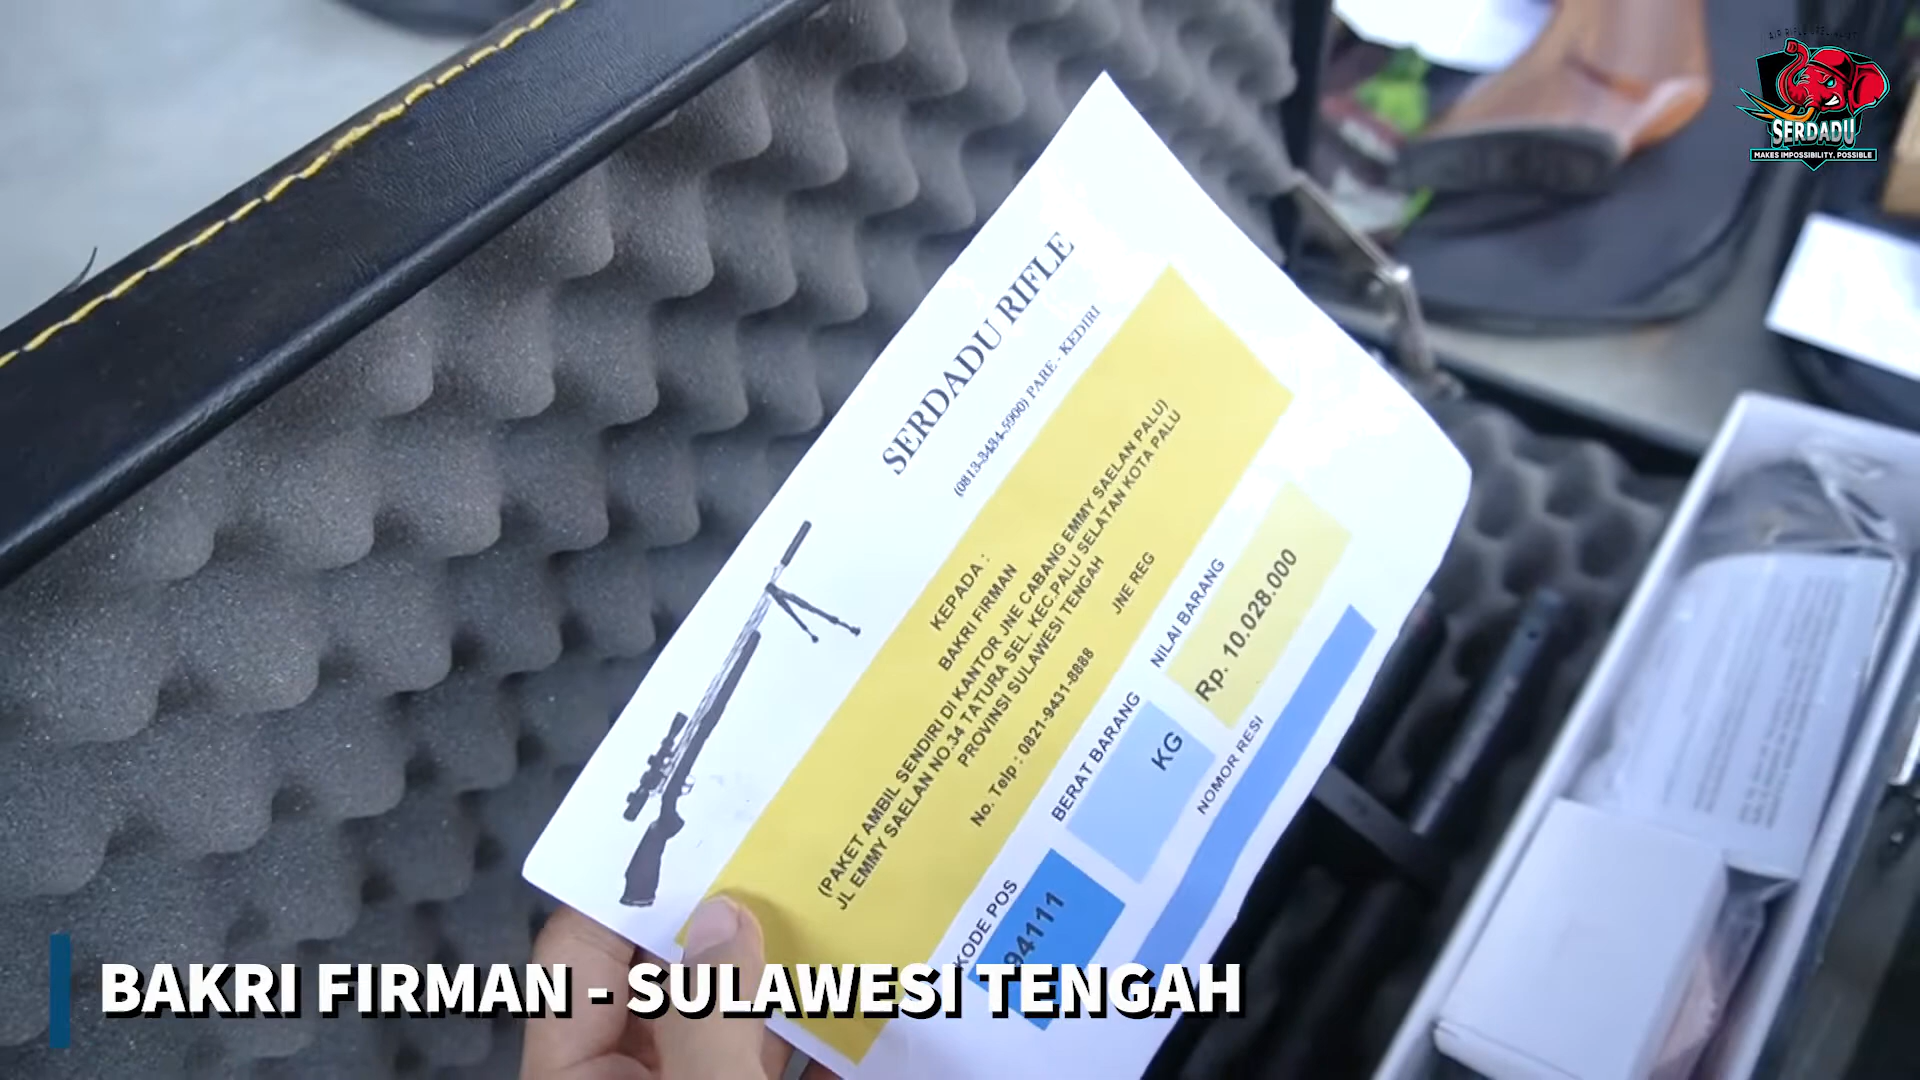 AIR RIFLE SPECIALIST
SERDADU
MAKES IMPOSSIBILITY, POSSIBLE
SERDADU RIFLE
(0813-3434-5900) PARE - KEDIRI
KEPADA :
BAKRI FIRMAN
(PAKET AMBIL SENDIRI DI KANTOR JNE CABANG EMMY SAELAN PALU)
JL EMMY SAELAN NO.34 TATURA SEL. KEC.PALU SELATAN KOTA PALU
PROVINSI SULAWESI TENGAH
No. Telp : 0821-9431-8888
JNE REG
KODE POS
94111
BERAT BARANG
KG
NILAI BARANG
Rp. 10.028.000
NOMOR RESI
BAKRI FIRMAN - SULAWESI TENGAH